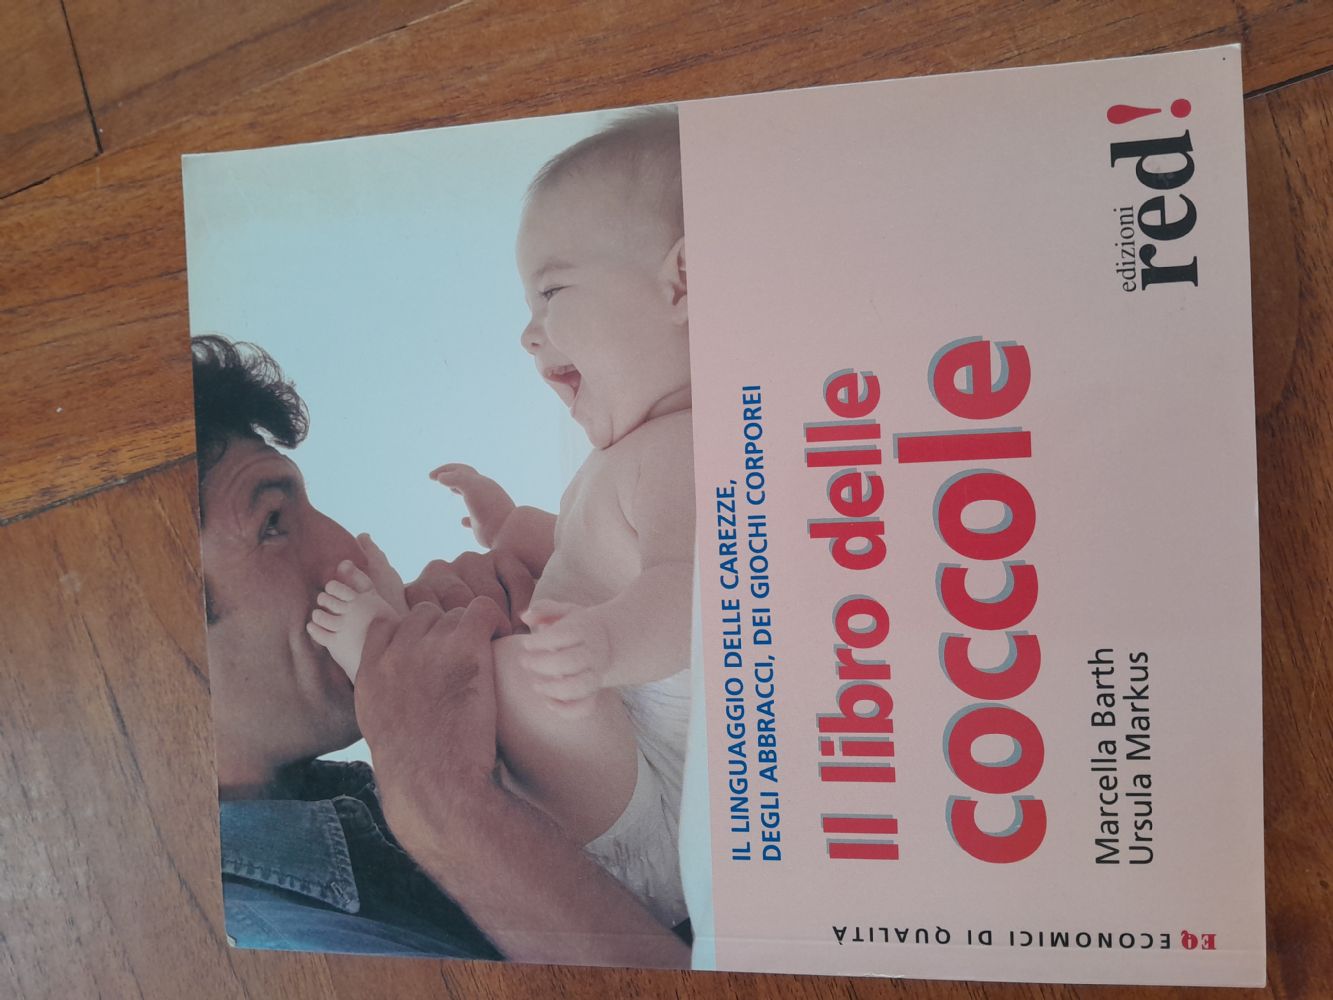 IL LINGUAGGIO DELLE CAREZZE,
DEGLI ABBRACCI, DEI GIOCHI CORPOREI
Il libro delle
coccole
Marcella Barth
Ursula Markus
edizioni
red!
EQ ECONOMICI DI QUALITÀ